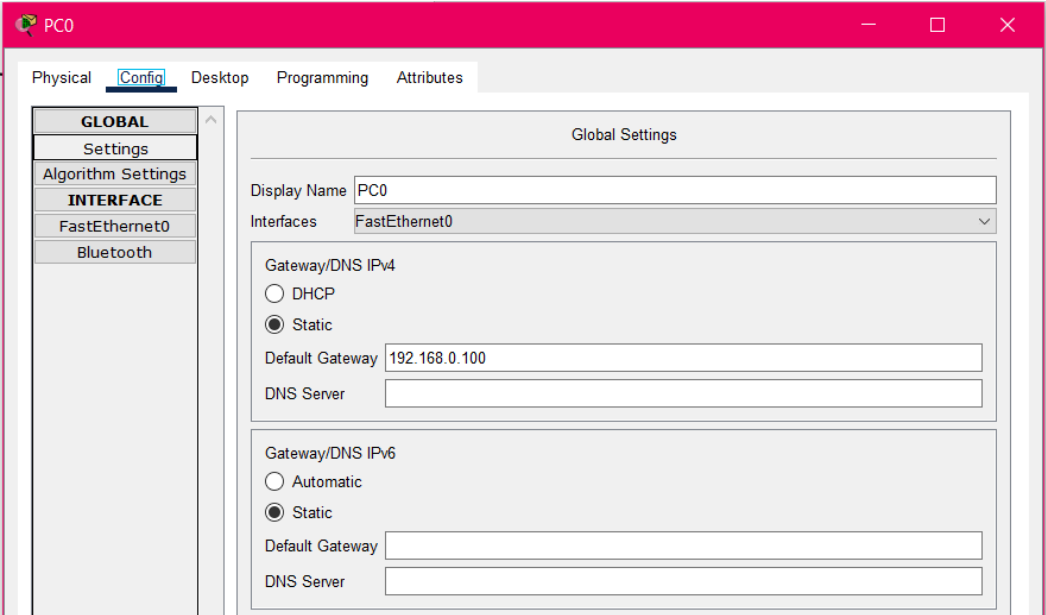 PC0
Physical Config Desktop Programming Attributes
GLOBAL
Settings
Algorithm Settings
INTERFACE
FastEthernet0
Bluetooth
Global Settings
Display Name PC0
Interfaces FastEthernet0
Gateway/DNS IPv4
DHCP
Static
Default Gateway 192.168.0.100
DNS Server
Gateway/DNS IPv6
Automatic
Static
Default Gateway
DNS Server